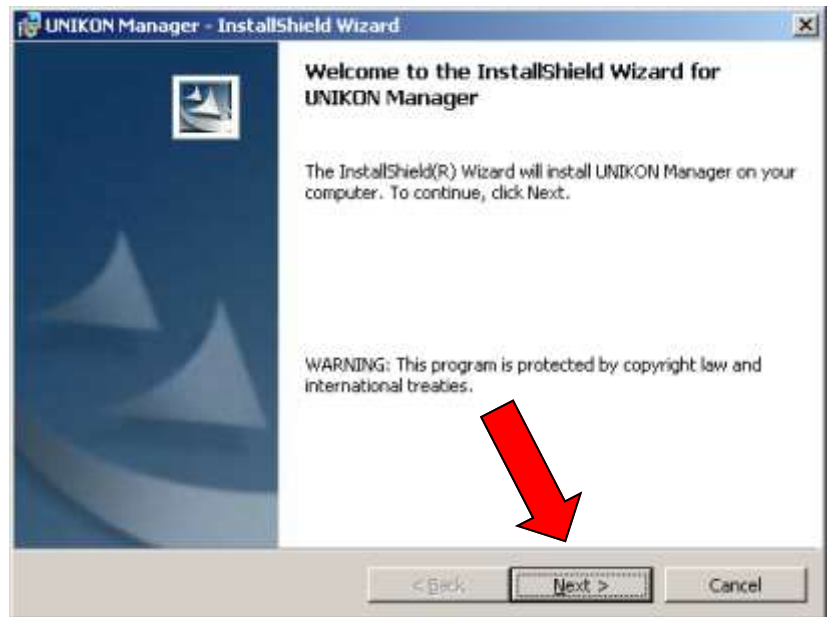 UNIKON Manager - InstallShield Wizard
Welcome to the InstallShield Wizard for
UNIKON Manager
The InstallShield(R) Wizard will install UNIKON Manager on your
computer. To continue, click Next.
WARNING: This program is protected by copyright law and
international treaties.
< Back Next > Cancel